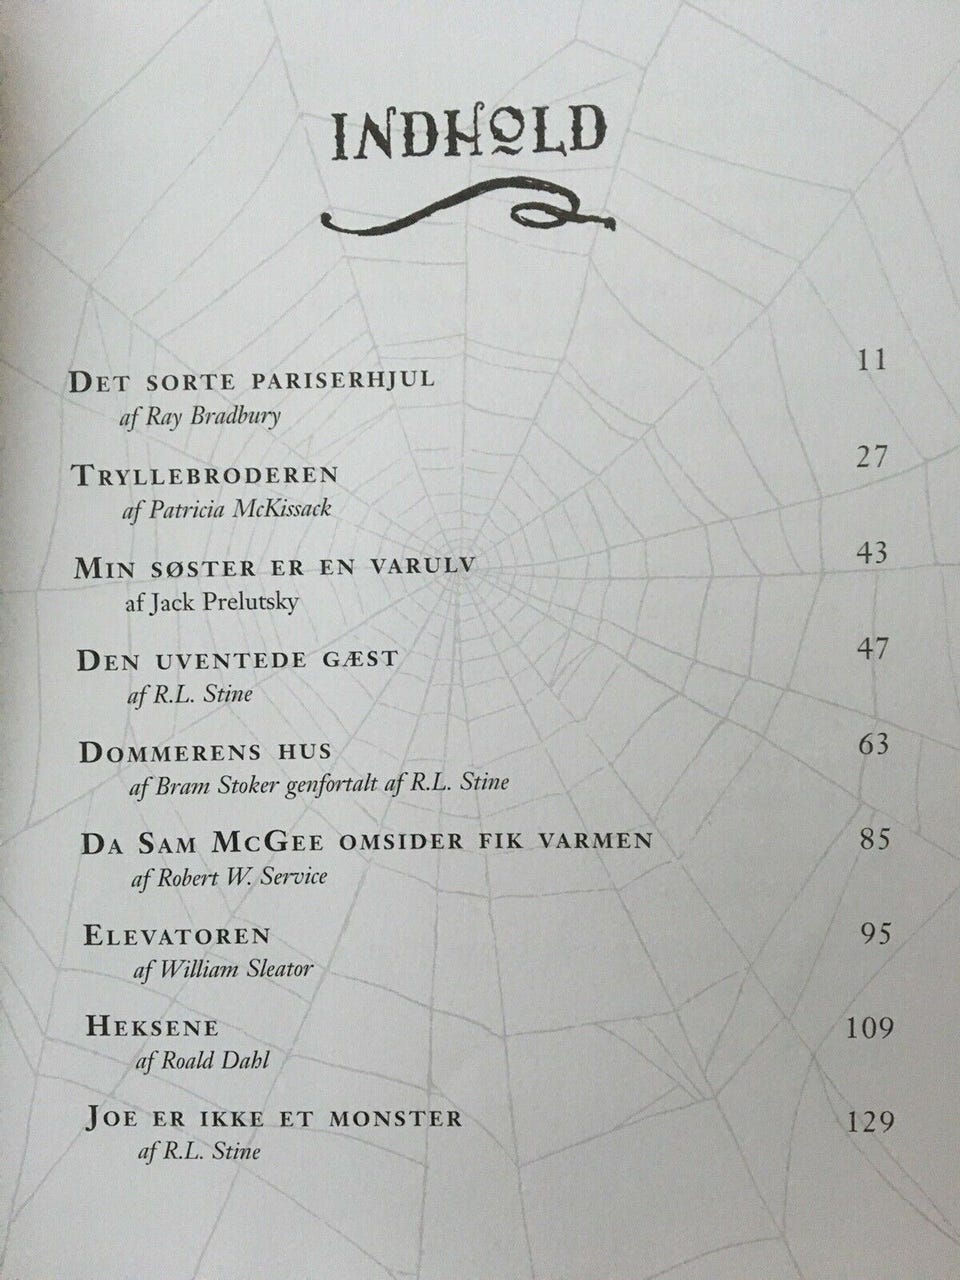 INDHOLD
DET SORTE PARISERHJUL 11
af Ray Bradbury
TRYLLEBRODEREN 27
af Patricia McKissack
MIN SØSTER ER EN VARULV 43
af Jack Prelutsky
DEN UVENTEDE GÆST 47
af R.L. Stine
DOMMERENS HUS 63
af Bram Stoker genfortalt af R.L. Stine
DA SAM MCGEE OMSIDER FIK VARMEN 85
af Robert W. Service
ELEVATOREN 95
af William Sleator
HEKSENE 109
af Roald Dahl
JOE ER IKKE ET MONSTER 129
af R.L. Stine